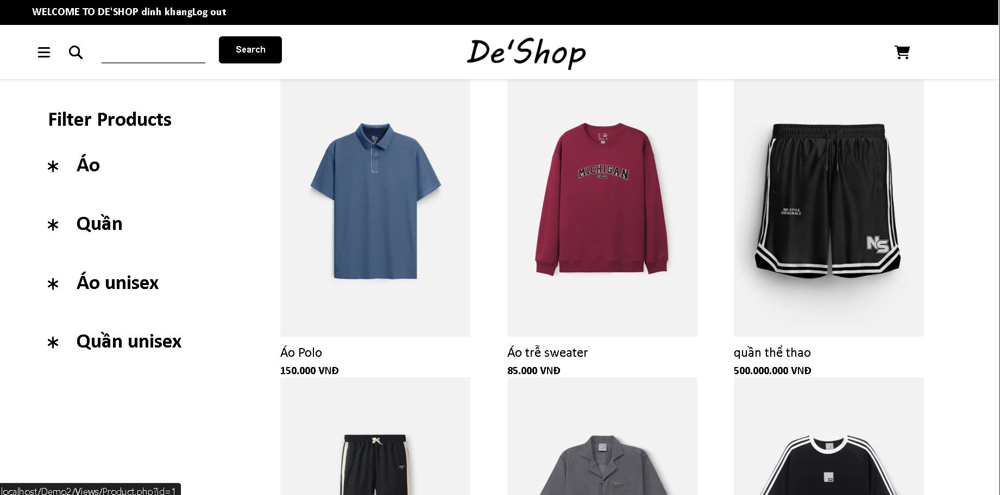 WELCOME TO DE'SHOP dinh khangLog out
Search
De'Shop
Filter Products
Áo
Quần
Áo unisex
Quần unisex
MICHIGAN
NO STYLE
ORIGINALS
NS
Áo Polo
150.000 VNĐ
Áo trễ sweater
85.000 VNĐ
quần thể thao
500.000.000 VNĐ
localhost/Demo2/Views/Product.php?id=1